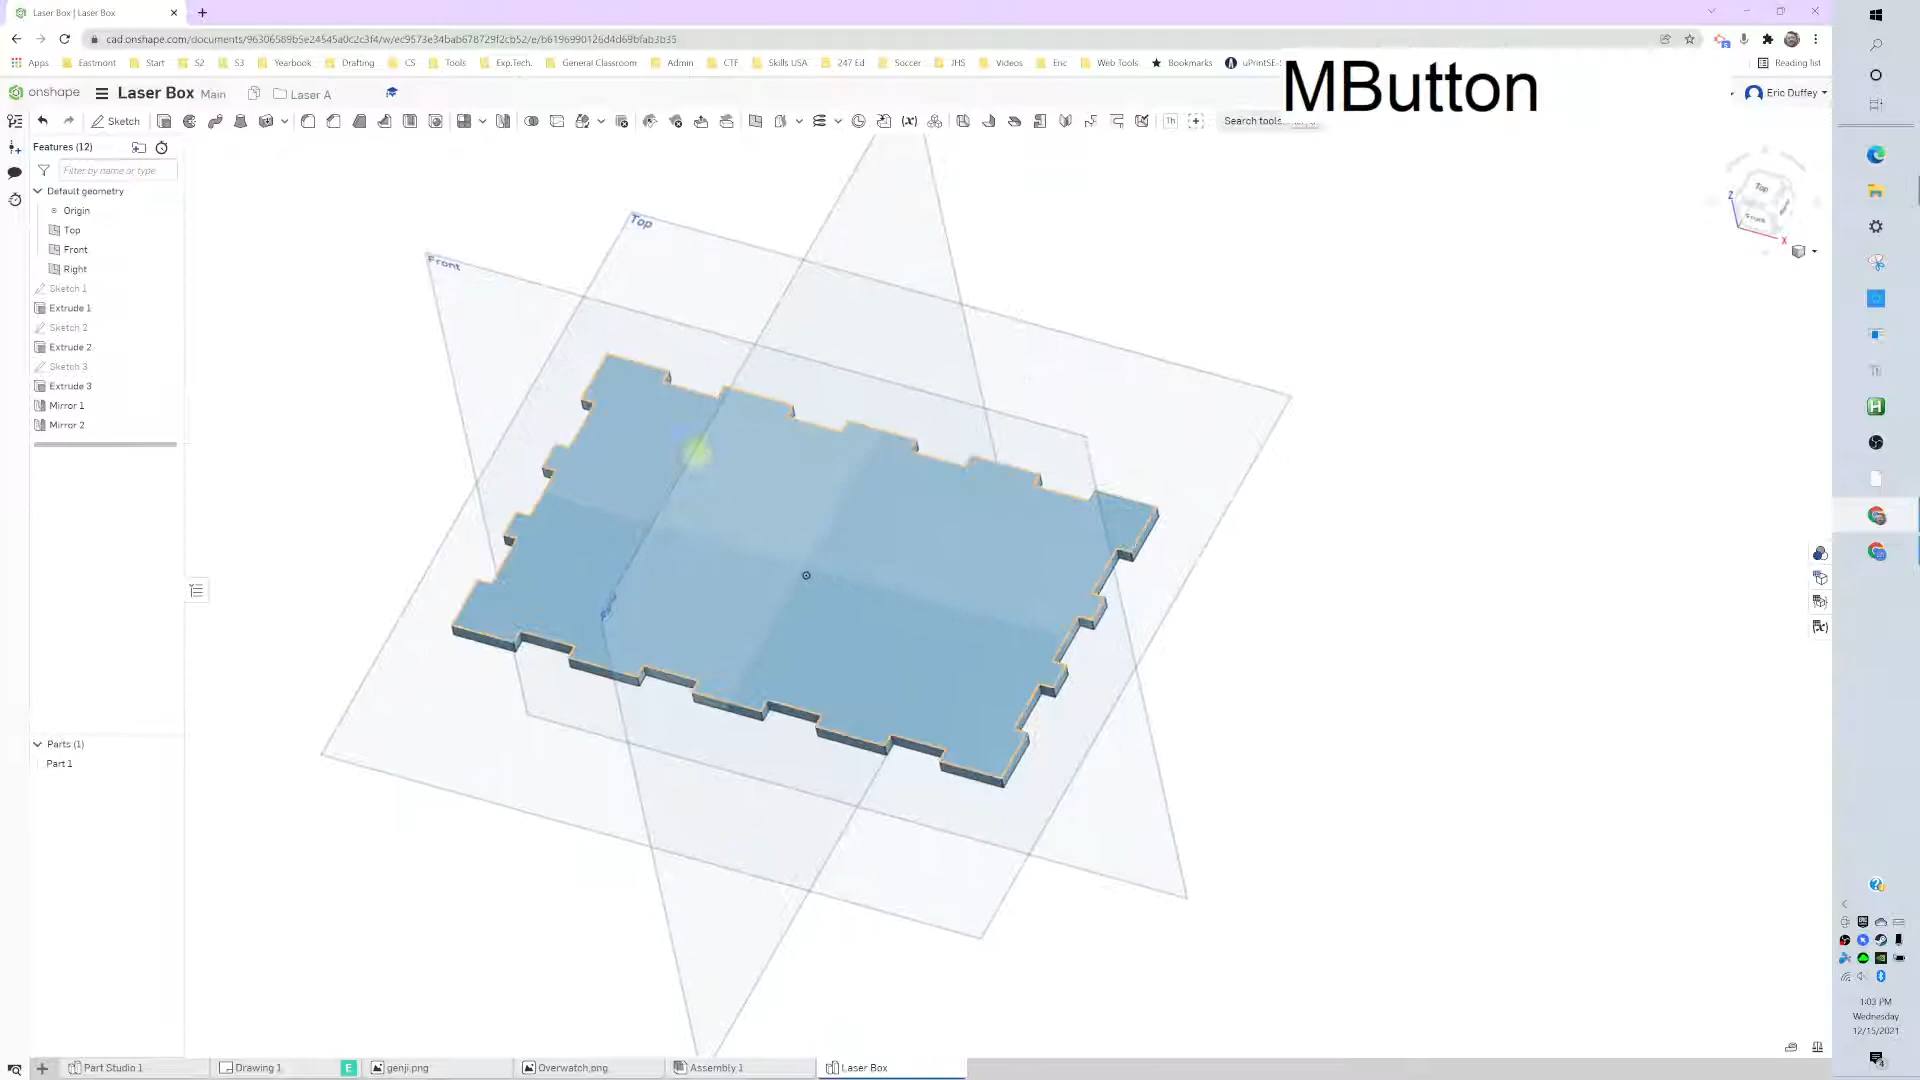 Laser Box | Laser Box
cad.onshape.com/documents/96306589b5e24545a0c2c3f4/w/ec9573e34bab678729f2cb52/e/b6196990126d4d69bfab3b35
Apps Eastmont Start S2 S3 Yearbook Drafting CS Tools Exp.Tech. General Classroom Admin CTF Skills USA 247 Ed Soccer JHS Videos Eric Web Tools Bookmarks uPrintSE Reading list
MButton
onshape Laser Box Main Laser A Eric Duffey
Sketch Th Search tools...
Features (12)
Filter by name or type
Default geometry
Origin
Top
Front
Right
Sketch 1
Extrude 1
Sketch 2
Extrude 2
Sketch 3
Extrude 3
Mirror 1
Mirror 2
Parts (1)
Part 1
Top
Front
Top
Front
Z
X
Part Studio 1 Drawing 1 E genji.png Overwatch.png Assembly 1 Laser Box
1:03 PM
Wednesday
12/15/2021
4